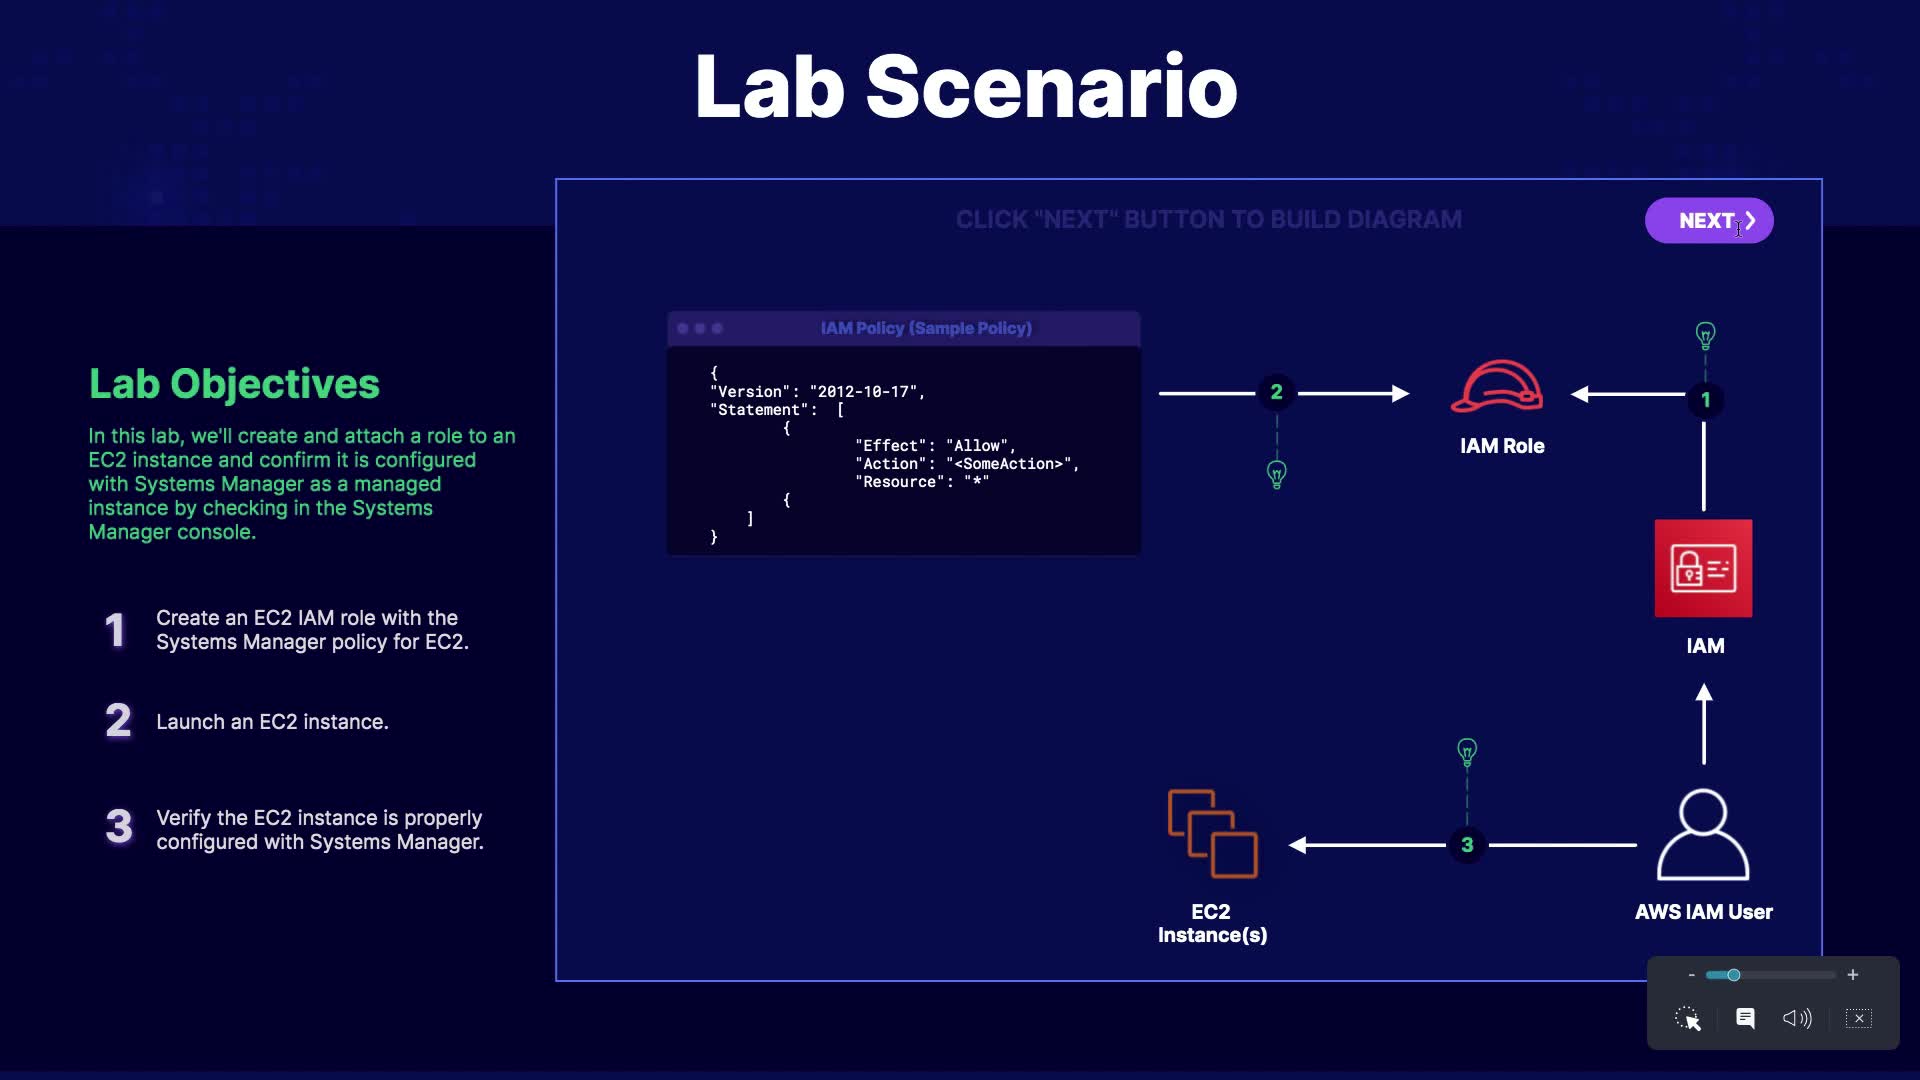 Lab Scenario
CLICK "NEXT" BUTTON TO BUILD DIAGRAM
NEXT
Lab Objectives
In this lab, we'll create and attach a role to an
EC2 instance and confirm it is configured
with Systems Manager as a managed
instance by checking in the Systems
Manager console.
1
Create an EC2 IAM role with the
Systems Manager policy for EC2.
2
Launch an EC2 instance.
3
Verify the EC2 instance is properly
configured with Systems Manager.
IAM Policy (Sample Policy)
{
"Version": "2012-10-17",
"Statement": [
{
"Effect": "Allow",
"Action": "<SomeAction>",
"Resource": "*"
{
]
}
2
IAM Role
1
IAM
3
EC2
Instance(s)
AWS IAM User